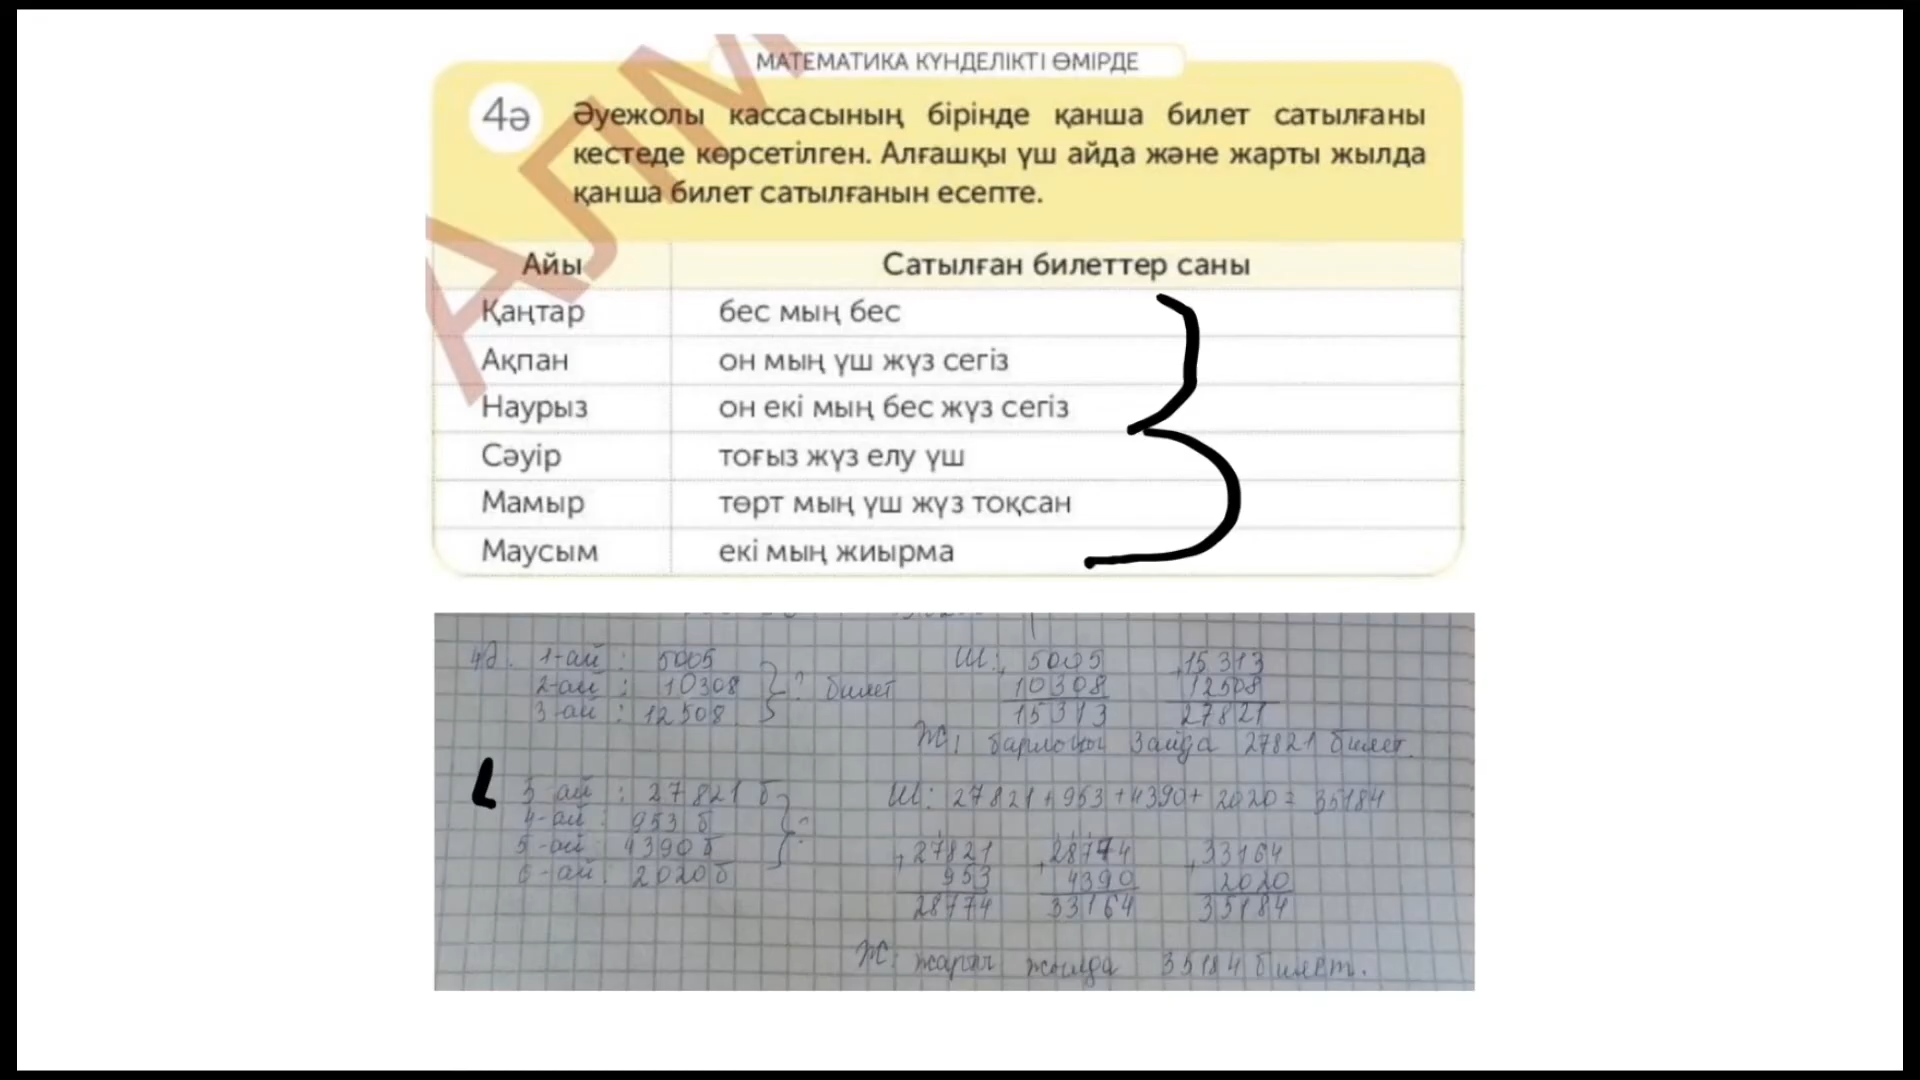 МАТЕМАТИКА КҮНДЕЛІКТІ ӨМІРДЕ
4ә
Әуежолы кассасының бірінде қанша билет сатылғаны
кестеде көрсетілген. Алғашқы үш айда және жарты жылда
қанша билет сатылғанын есепте.
Айы Сатылған билеттер саны
Қаңтар бес мың бес
Ақпан он мың үш жүз сегіз
Наурыз он екі мың бес жүз сегіз
Сәуір тоғыз жүз елу үш
Мамыр төрт мың үш жүз тоқсан
Маусым екі мың жиырма
АЛМ
4ә. 1-ай : 5005
2-ай : 10308 } ? билет
3-ай : 12508
Ш: + 5005
10308
15313
+ 15313
12508
27821
Ж: барлығы 3 айда 27821 билет.
3 ай : 27821 б
4-ай : 953 б } ?
5-ай : 4390 б
6-ай : 2020 б
Ш: 27821 + 953 + 4390 + 2020 = 35184
+ 27821
953
28774
+ 28774
4390
33164
+ 33164
2020
35184
Ж: жарты жылда 35184 билет.